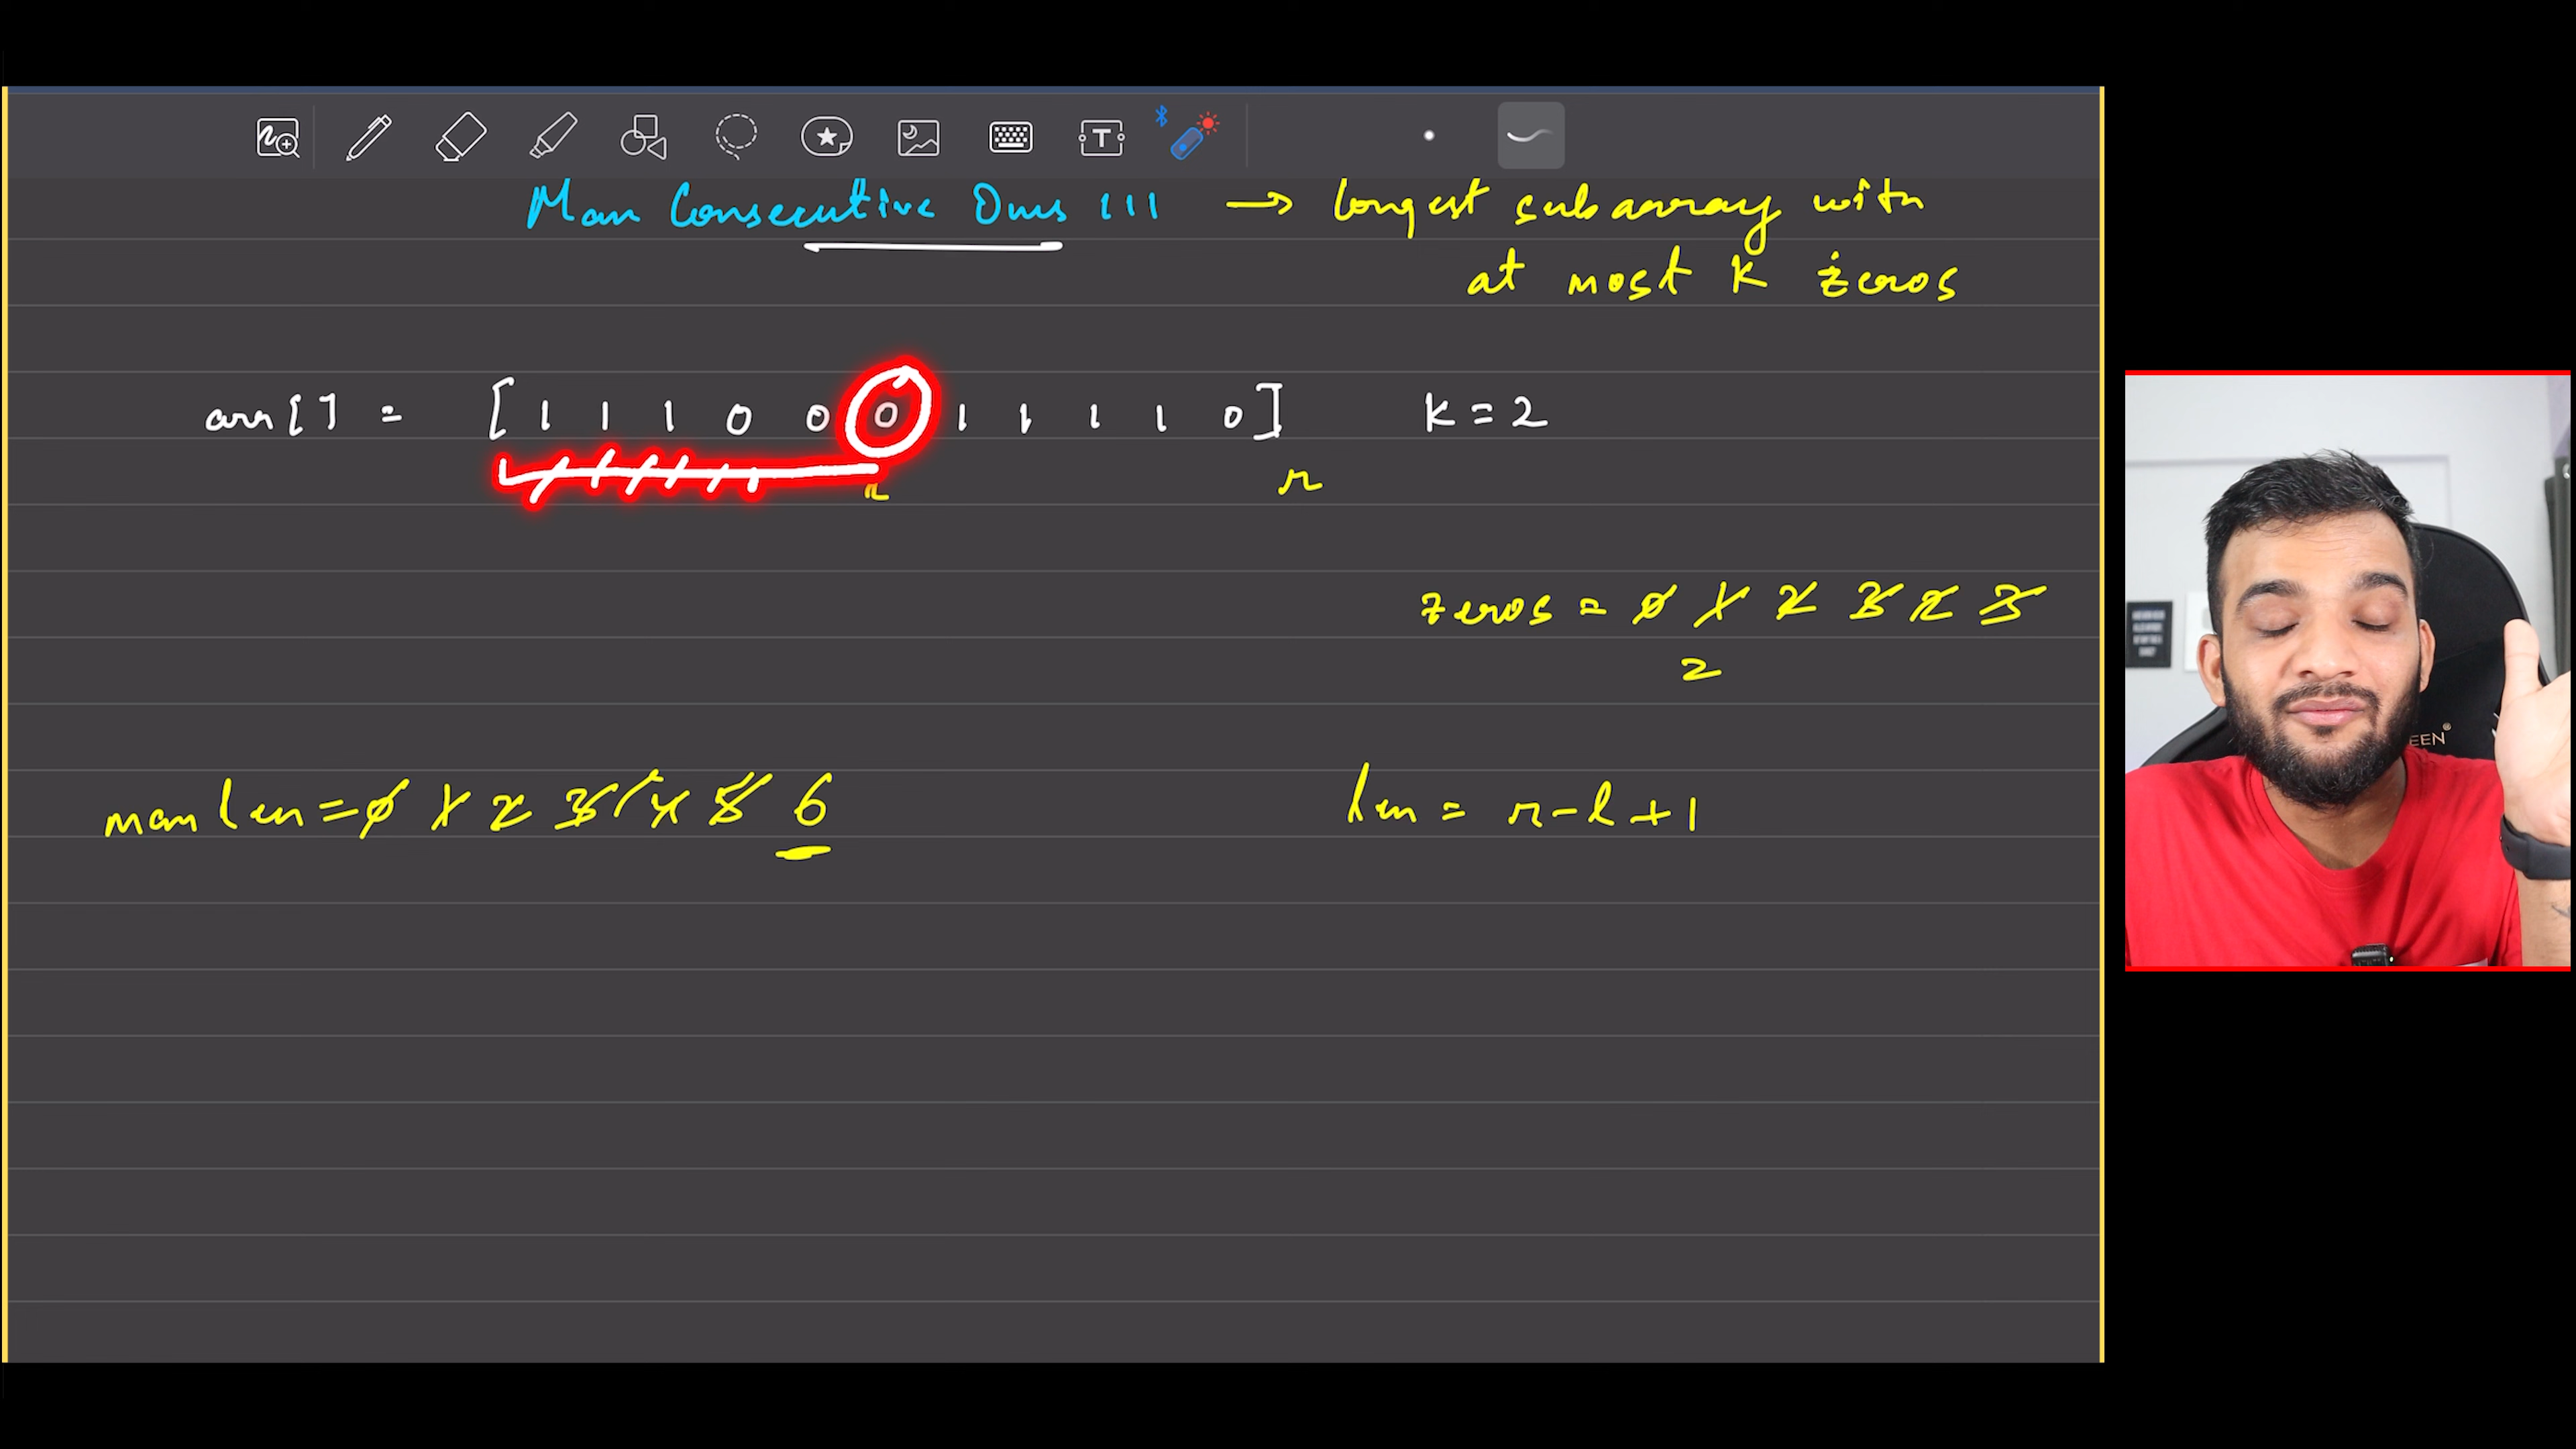 Max Consecutive Ones III → Longest subarray with
at most K zeros
arr[] = [1 1 1 0 0 0 1 1 1 1 0] K=2
r
zeros = 0 1 2 3 2 3
2
maxlen = 0 1 2 3 4 5 6
len = r-l+1
EEN®